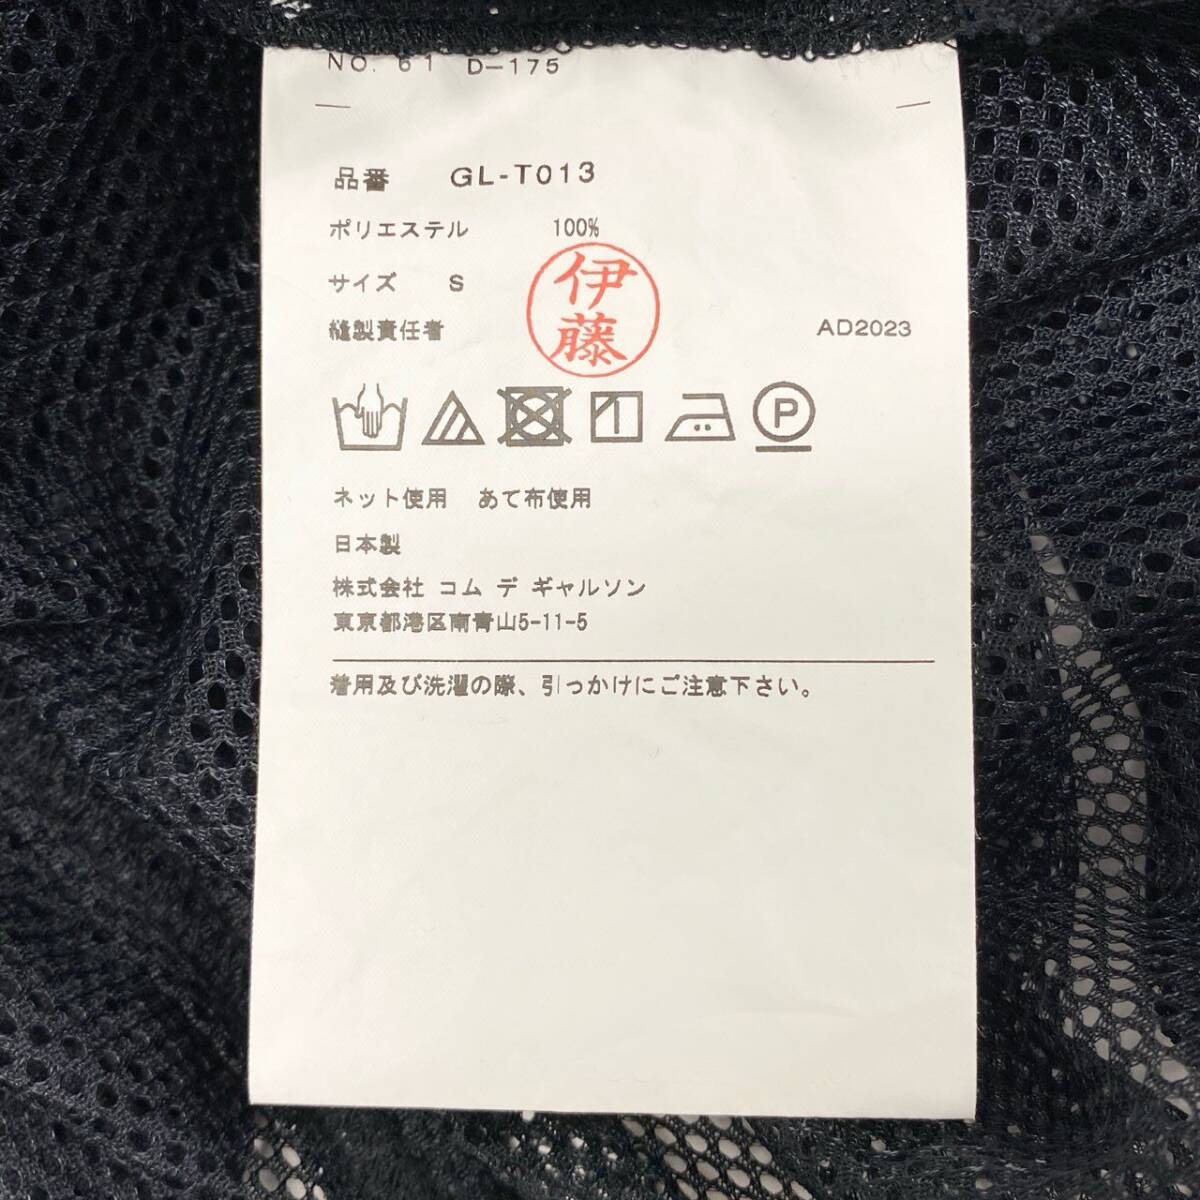 NO. 61 D-175
品番 GL-T013
ポリエステル 100%
サイズ S
伊藤
縫製責任者 AD2023
P
ネット使用 あて布使用
日本製
株式会社 コム デ ギャルソン
東京都港区南青山5-11-5
着用及び洗濯の際、引っかけにご注意下さい。